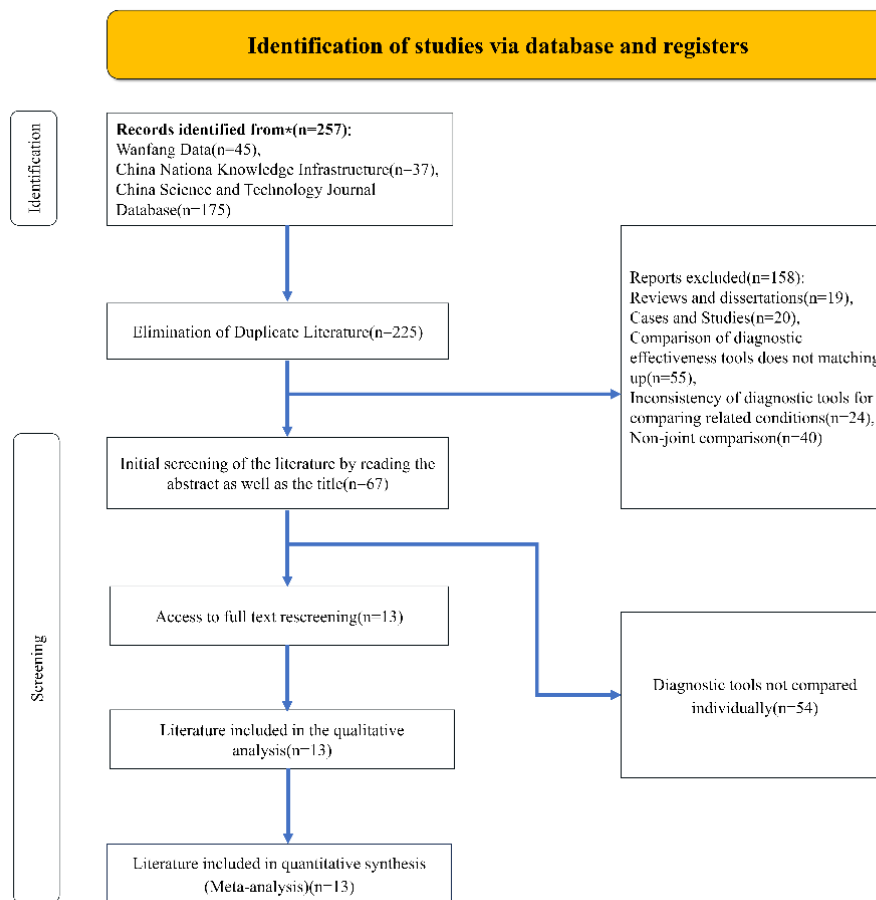 Identification of studies via database and registers
Identification
Records identified from*(n=257):
Wanfang Data(n=45),
China Nationa Knowledge Infrastructure(n=37),
China Science and Technology Journal
Database(n=175)
Elimination of Duplicate Literature(n=225)
Reports excluded(n=158):
Reviews and dissertations(n=19),
Cases and Studies(n=20),
Comparison of diagnostic
effectiveness tools does not matching
up(n=55),
Inconsistency of diagnostic tools for
comparing related conditions(n=24),
Non-joint comparison(n=40)
Screening
Initial screening of the literature by reading the
abstract as well as the title(n=67)
Access to full text rescreening(n=13)
Diagnostic tools not compared
individually(n=54)
Literature included in the qualitative
analysis(n=13)
Literature included in quantitative synthesis
(Meta-analysis)(n=13)